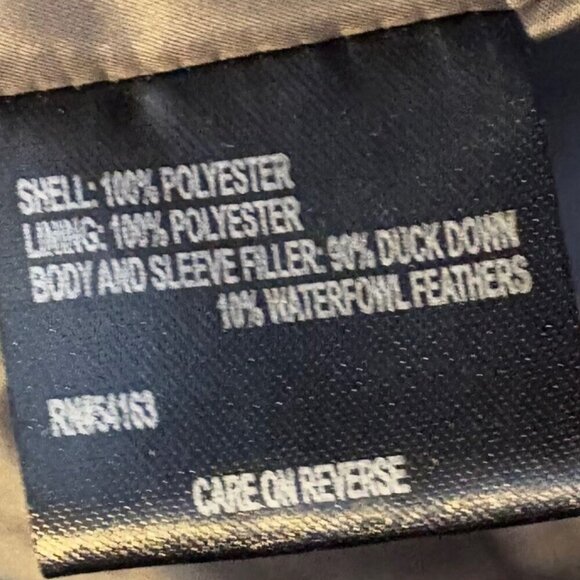 SHELL: 100% POLYESTER
LINING: 100% POLYESTER
BODY AND SLEEVE FILLER: 90% DUCK DOWN
10% WATERFOWL FEATHERS
RN#54163
CARE ON REVERSE